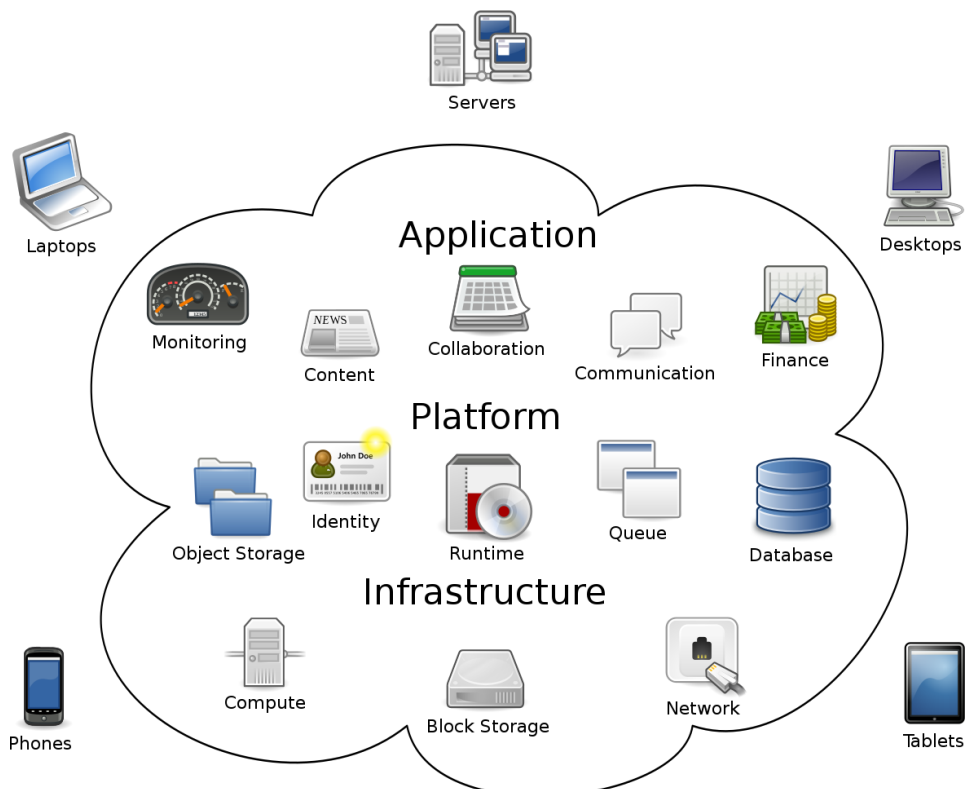 Servers
Laptops
Desktops
Application
Monitoring
NEWS
Content
Collaboration
Communication
Finance
Platform
Object Storage
John Doe
Identity
Runtime
Queue
Database
Infrastructure
Compute
Block Storage
Network
Phones
Tablets